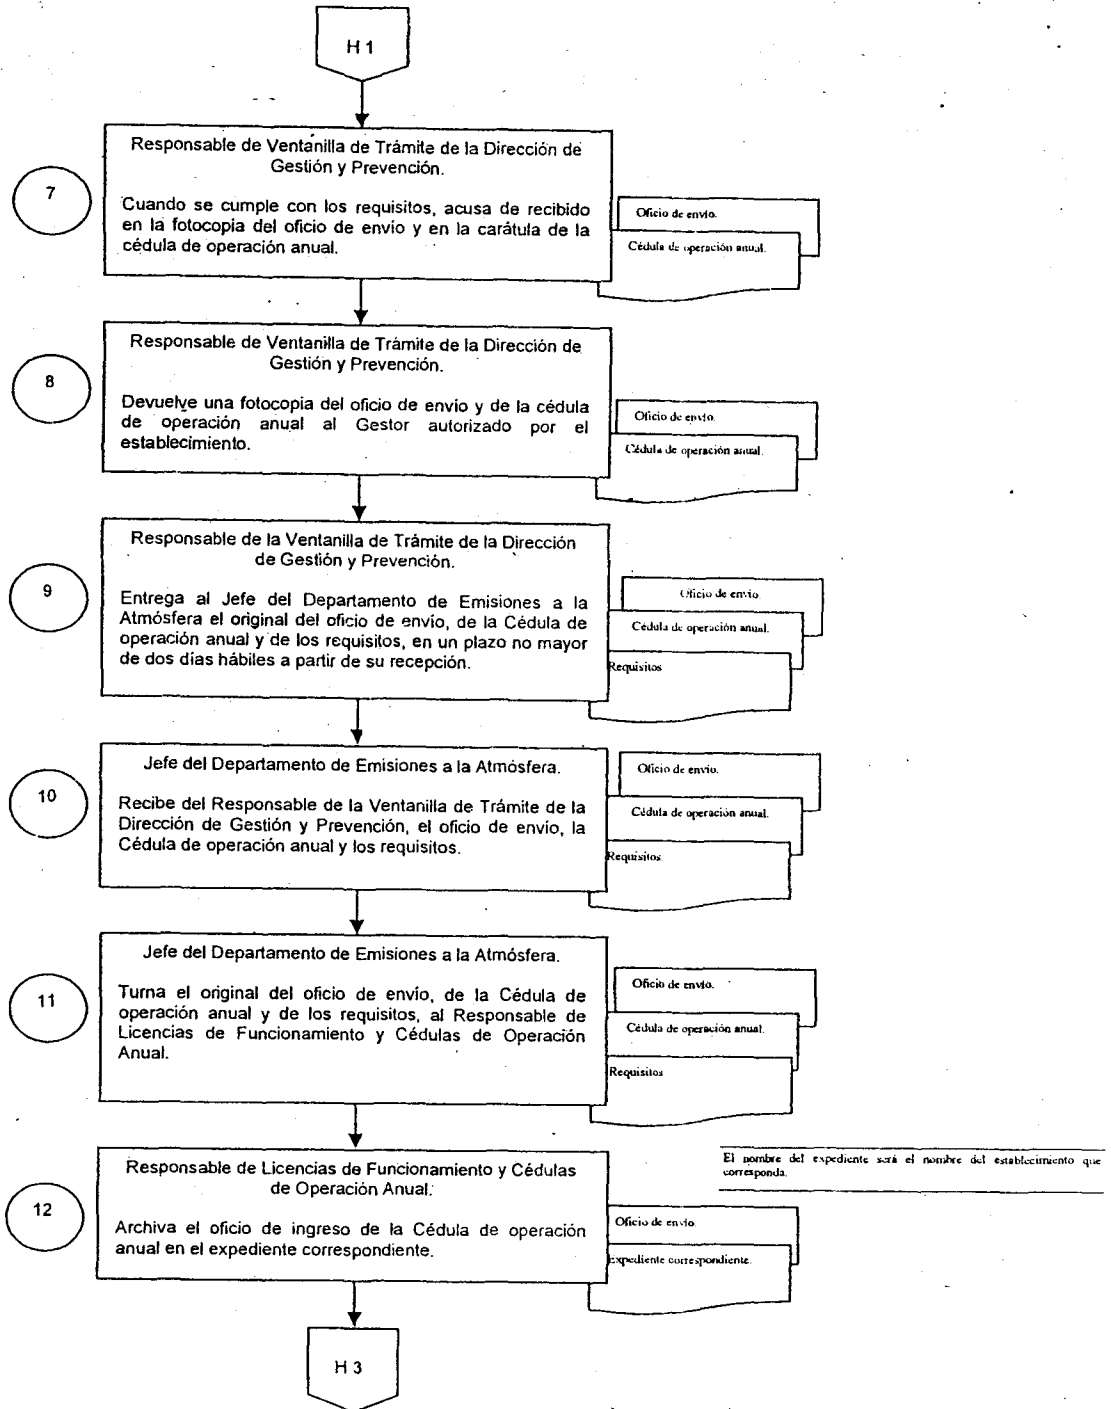 H 1
Responsable de Ventanilla de Trámite de la Dirección de
Gestión y Prevención.
7
Cuando se cumple con los requisitos, acusa de recibido
en la fotocopia del oficio de envío y en la carátula de la
cédula de operación anual.
Oficio de envío.
Cédula de operación anual.
Responsable de Ventanilla de Trámite de la Dirección de
Gestión y Prevención.
8
Devuelve una fotocopia del oficio de envío y de la cédula
de operación anual al Gestor autorizado por el
establecimiento.
Oficio de envío.
Cédula de operación anual.
Responsable de la Ventanilla de Trámite de la Dirección
de Gestión y Prevención.
9
Entrega al Jefe del Departamento de Emisiones a la
Atmósfera el original del oficio de envío, de la Cédula de
operación anual y de los requisitos, en un plazo no mayor
de dos días hábiles a partir de su recepción.
Oficio de envío
Cédula de operación anual.
Requisitos
Jefe del Departamento de Emisiones a la Atmósfera.
10
Recibe del Responsable de la Ventanilla de Trámite de la
Dirección de Gestión y Prevención, el oficio de envío, la
Cédula de operación anual y los requisitos.
Oficio de envío.
Cédula de operación anual.
Requisitos
Jefe del Departamento de Emisiones a la Atmósfera.
11
Turna el original del oficio de envío, de la Cédula de
operación anual y de los requisitos, al Responsable de
Licencias de Funcionamiento y Cédulas de Operación
Anual.
Oficio de envío.
Cédula de operación anual.
Requisitos
El nombre del expediente será el nombre del establecimiento que
corresponda.
Responsable de Licencias de Funcionamiento y Cédulas
de Operación Anual.
12
Archiva el oficio de ingreso de la Cédula de operación
anual en el expediente correspondiente.
Oficio de envío.
expediente correspondiente.
H 3